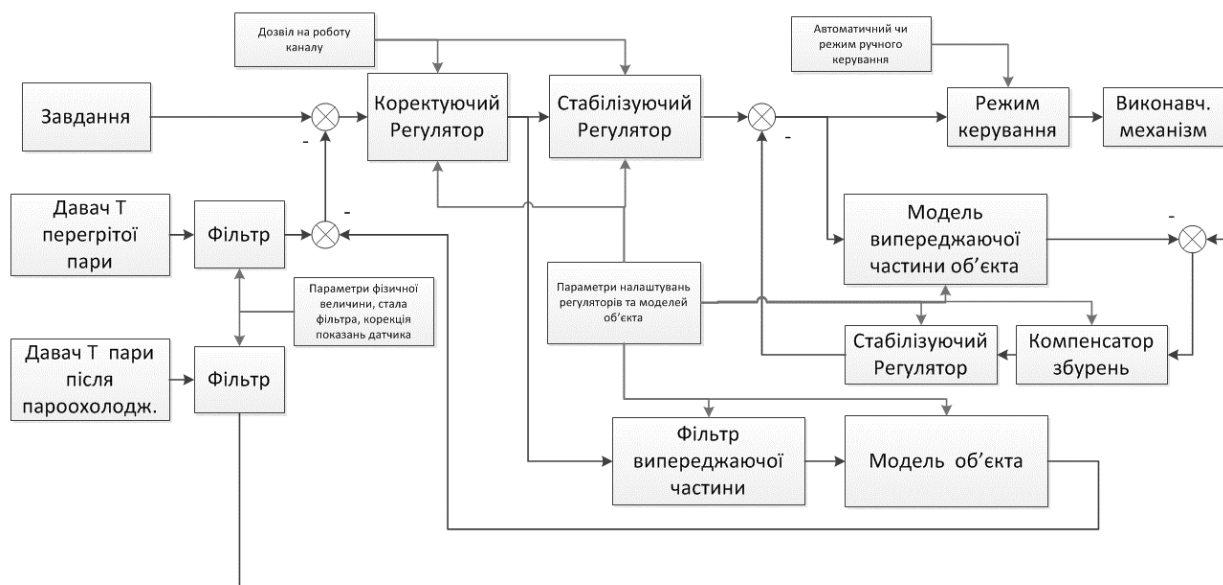 Дозвіл на роботу
каналу
Автоматичний чи
режим ручного
керування
Завдання
Коректуючий
Регулятор
Стабілізуючий
Регулятор
Режим
керування
Виконавч.
механізм
-
-
Давач Т
перегрітої
пари
Фільтр
-
Модель
випереджаючої
частини об’єкта
-
Параметри фізичної
величини, стала
фільтра, корекція
показань датчика
Параметри налаштувань
регуляторів та моделей
об’єкта
Давач Т пари
після
пароохолодж.
Фільтр
Стабілізуючий
Регулятор
Компенсатор
збурень
Фільтр
випереджаючої
частини
Модель об’єкта